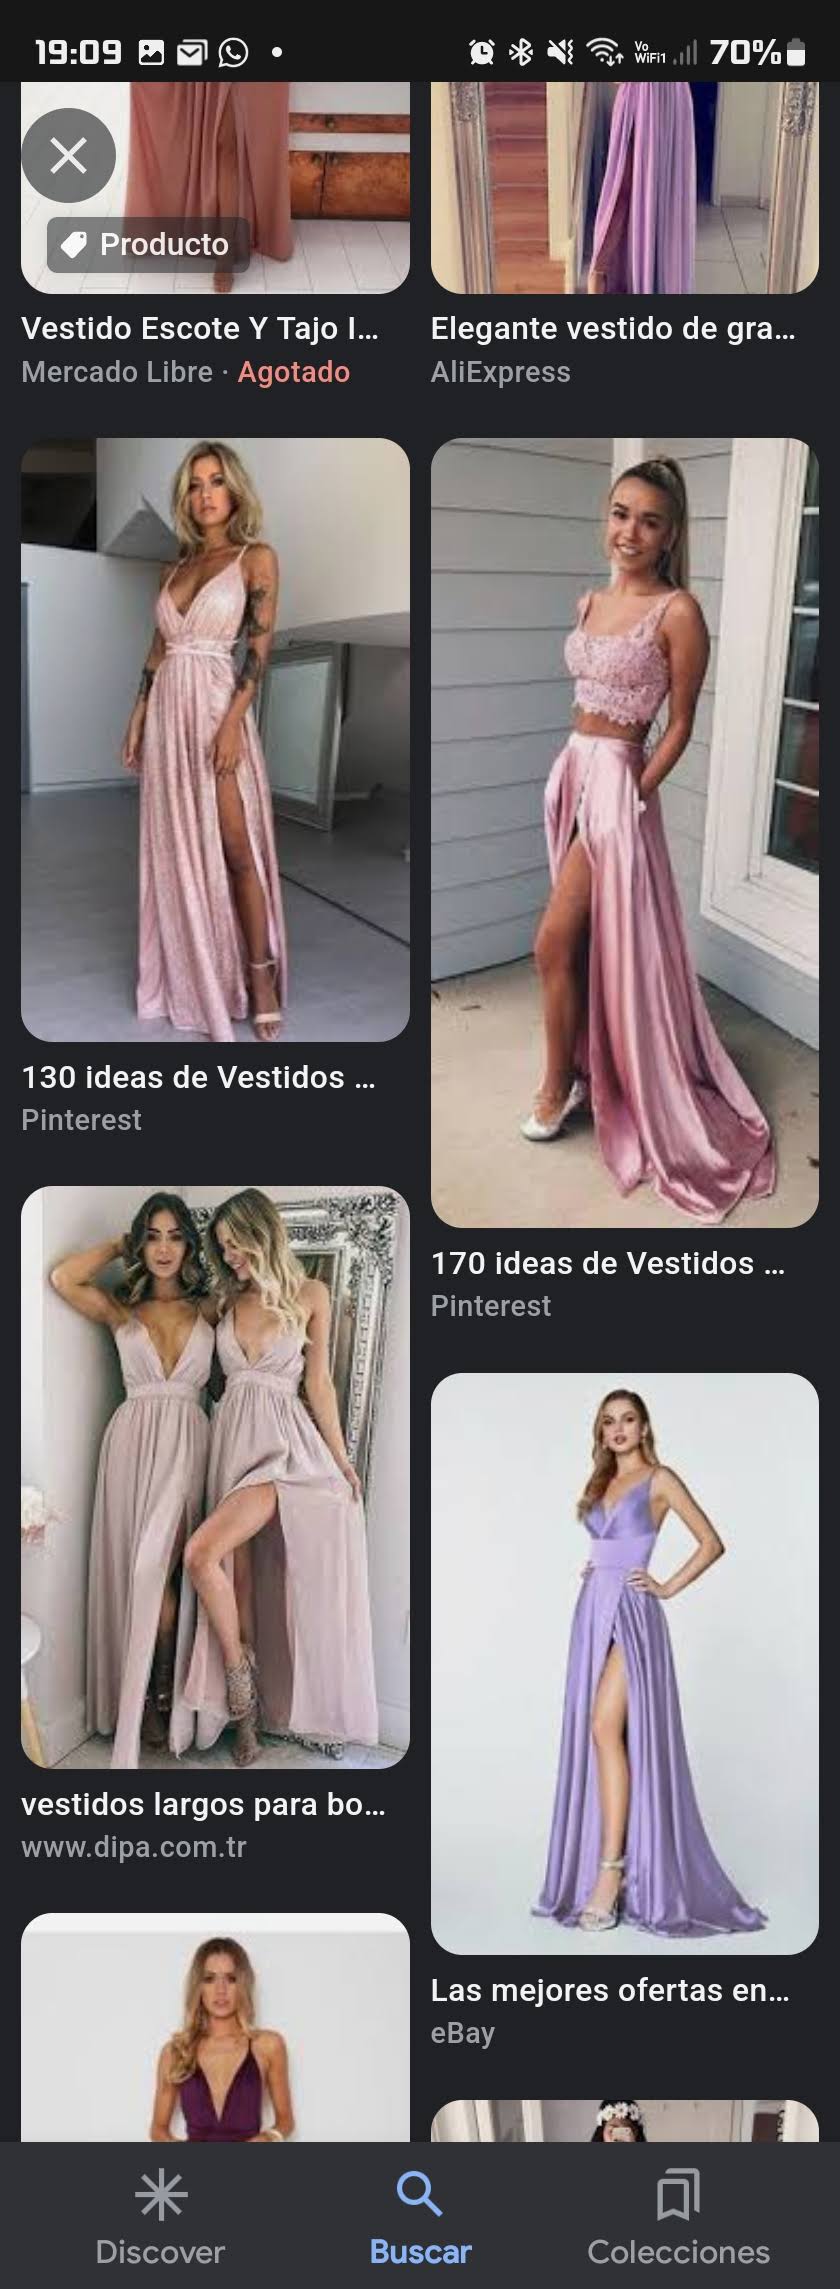 19:09
Vo
WiFi1
70%
Producto
Vestido Escote Y Tajo I...
Mercado Libre · Agotado
Elegante vestido de gra...
AliExpress
130 ideas de Vestidos ...
Pinterest
170 ideas de Vestidos ...
Pinterest
vestidos largos para bo...
www.dipa.com.tr
Las mejores ofertas en...
eBay
Discover
Buscar
Colecciones